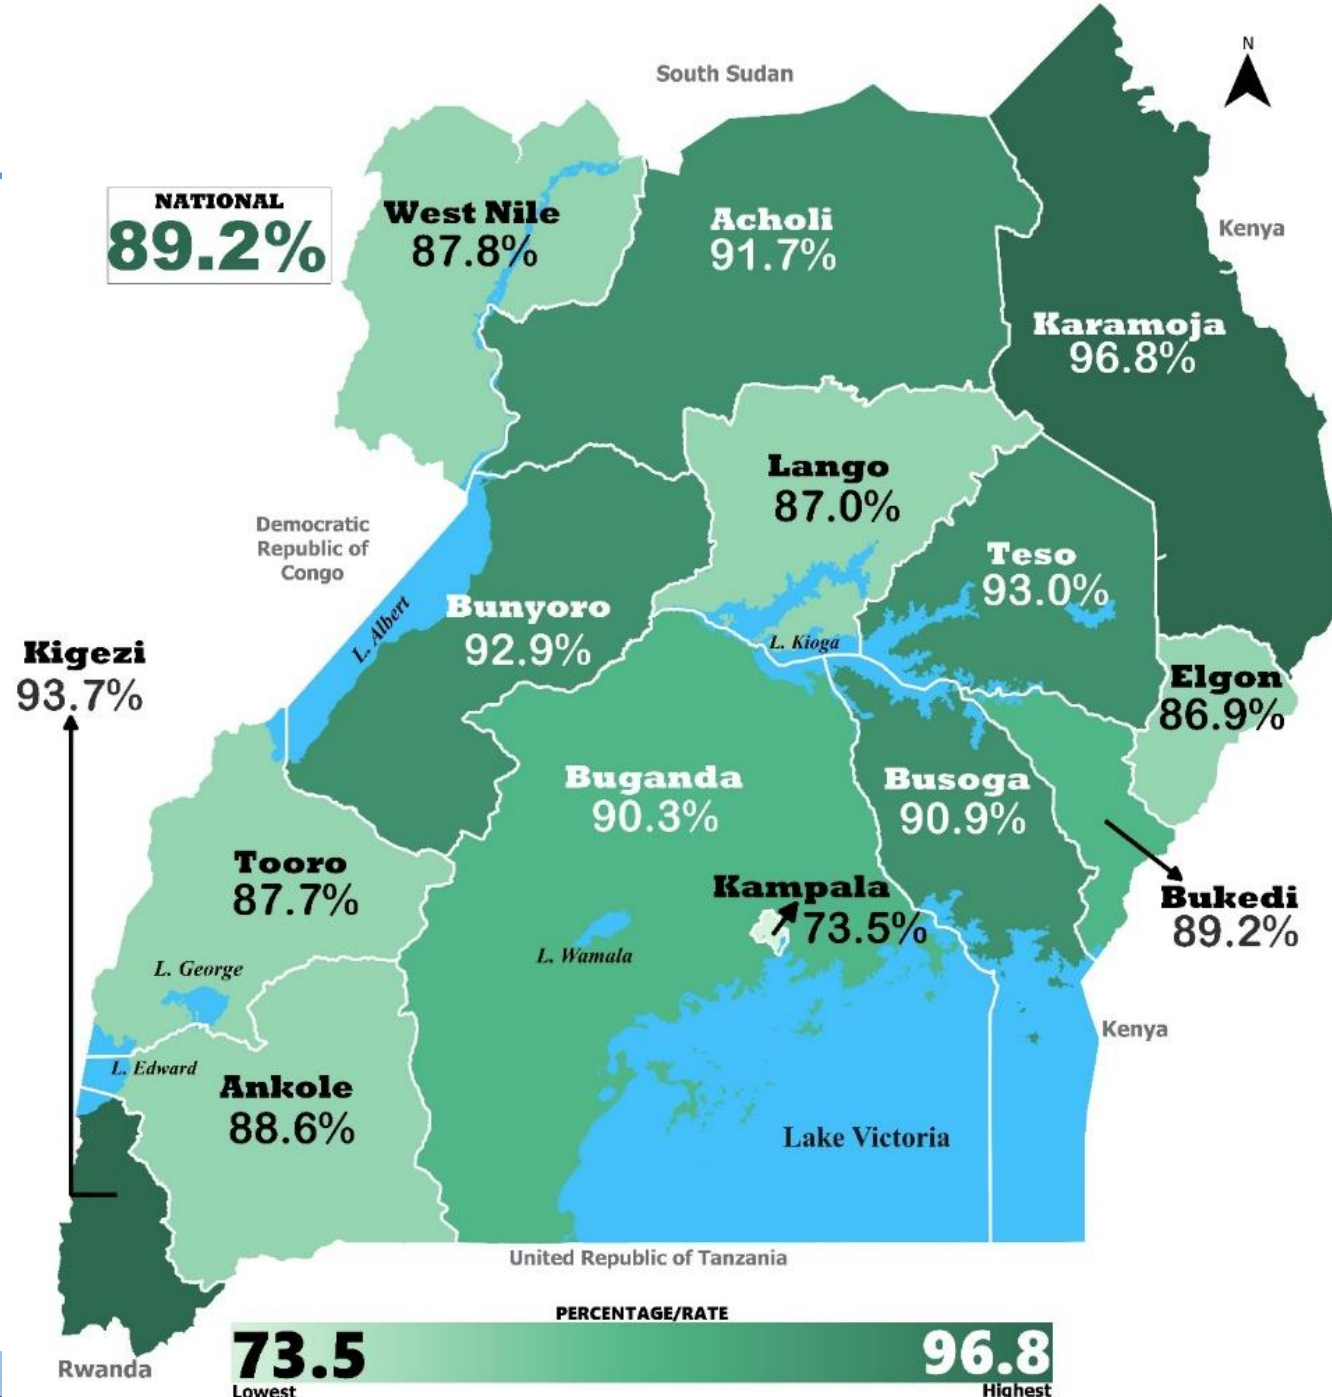 N
South Sudan
NATIONAL
89.2%
West Nile
87.8%
Acholi
91.7%
Kenya
Karamoja
96.8%
Lango
87.0%
Democratic
Republic of
Congo
Teso
93.0%
L. Albert
Bunyoro
92.9%
L. Kioga
Kigezi
93.7%
Elgon
86.9%
Buganda
90.3%
Busoga
90.9%
Tooro
87.7%
Kampala
73.5%
Bukedi
89.2%
L. Wamala
L. George
Kenya
L. Edward
Ankole
88.6%
Lake Victoria
United Republic of Tanzania
PERCENTAGE/RATE
73.5
96.8
Lowest
Highest
Rwanda